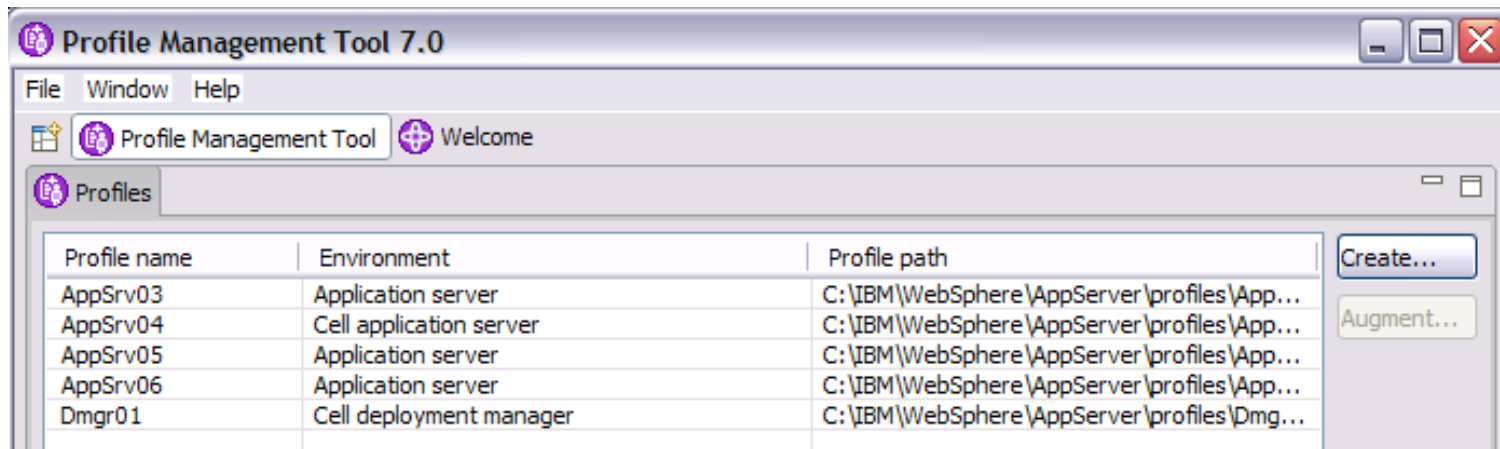 Profile Management Tool 7.0
File Window Help
Profile Management Tool Welcome
Profiles
Profile name Environment Profile path
Create...
AppSrv03 Application server C:\IBM\WebSphere\AppServer\profiles\App...
AppSrv04 Cell application server C:\IBM\WebSphere\AppServer\profiles\App...
Augment...
AppSrv05 Application server C:\IBM\WebSphere\AppServer\profiles\App...
AppSrv06 Application server C:\IBM\WebSphere\AppServer\profiles\App...
Dmgr01 Cell deployment manager C:\IBM\WebSphere\AppServer\profiles\Dmg...